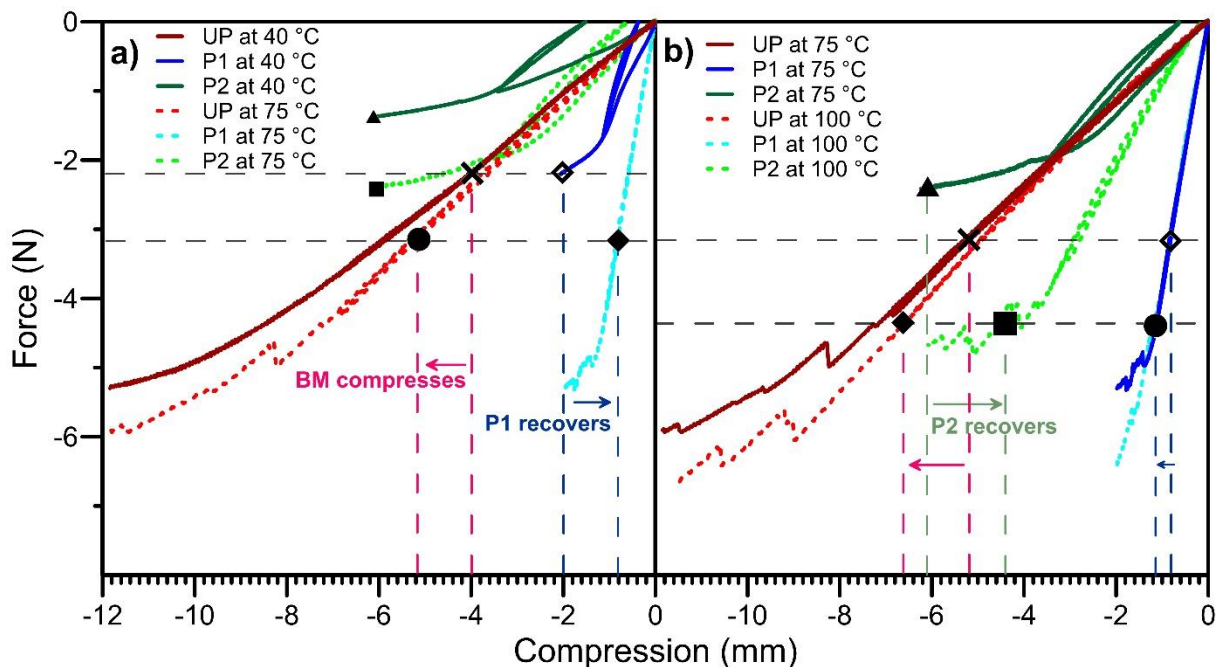 a)
UP at 40 °C
P1 at 40 °C
P2 at 40 °C
UP at 75 °C
P1 at 75 °C
P2 at 75 °C
b)
UP at 75 °C
P1 at 75 °C
P2 at 75 °C
UP at 100 °C
P1 at 100 °C
P2 at 100 °C
0
-2
-4
-6
Force (N)
BM compresses
P1 recovers
P2 recovers
-12 -10 -8 -6 -4 -2 0 -10 -8 -6 -4 -2 0
Compression (mm)